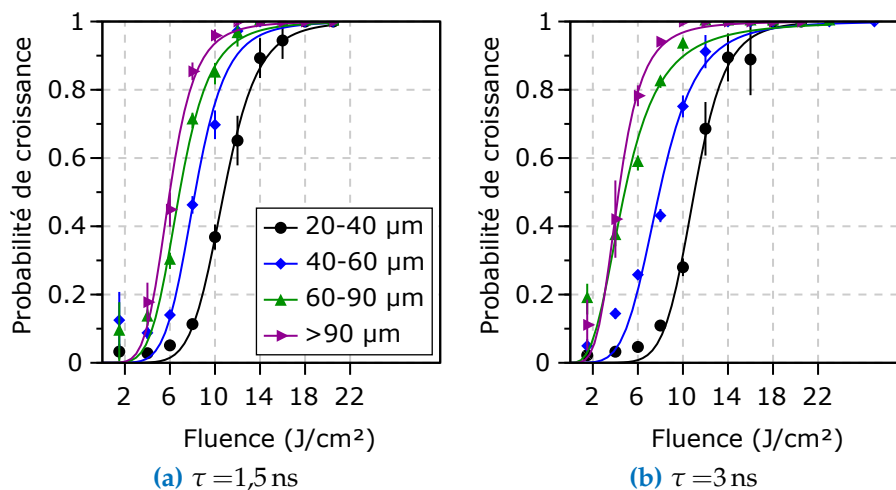 Probabilité de croissance
1
0.8
0.6
0.4
0.2
0
2 6 10 14 18 22
Fluence (J/cm²)
20-40 µm
40-60 µm
60-90 µm
>90 µm
(a) τ =1,5 ns
Probabilité de croissance
1
0.8
0.6
0.4
0.2
0
2 6 10 14 18 22
Fluence (J/cm²)
(b) τ =3 ns